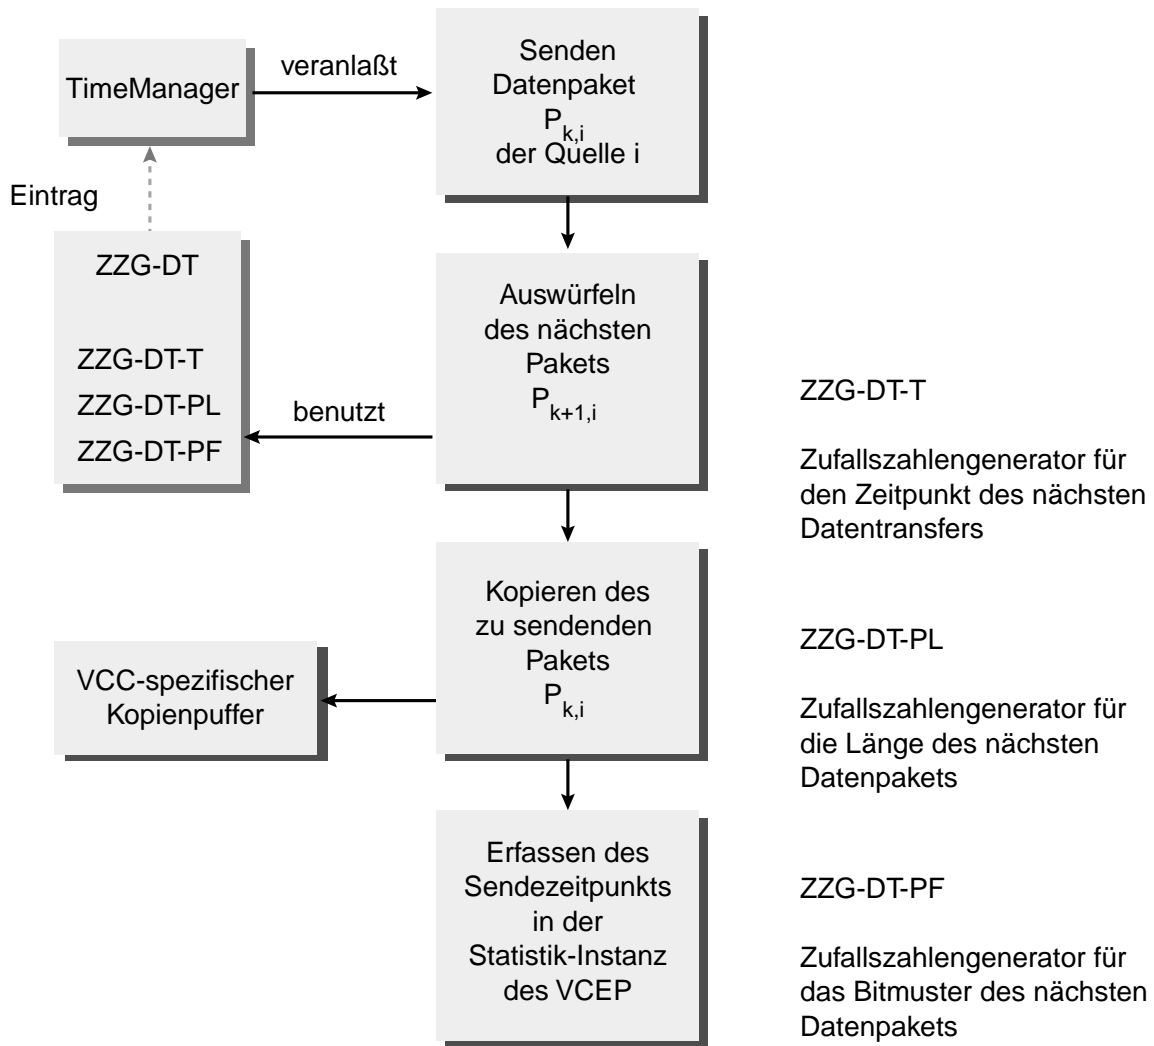 TimeManager
veranlaßt
Senden
Datenpaket
P k,i
der Quelle i
Eintrag
ZZG-DT
ZZG-DT-T
ZZG-DT-PL
ZZG-DT-PF
benutzt
Auswürfeln
des nächsten
Pakets
P k+1,i
Kopieren des
zu sendenden
Pakets
P k,i
VCC-spezifischer
Kopienpuffer
Erfassen des
Sendezeitpunkts
in der
Statistik-Instanz
des VCEP
ZZG-DT-T
Zufallszahlengenerator für
den Zeitpunkt des nächsten
Datentransfers
ZZG-DT-PL
Zufallszahlengenerator für
die Länge des nächsten
Datenpakets
ZZG-DT-PF
Zufallszahlengenerator für
das Bitmuster des nächsten
Datenpakets